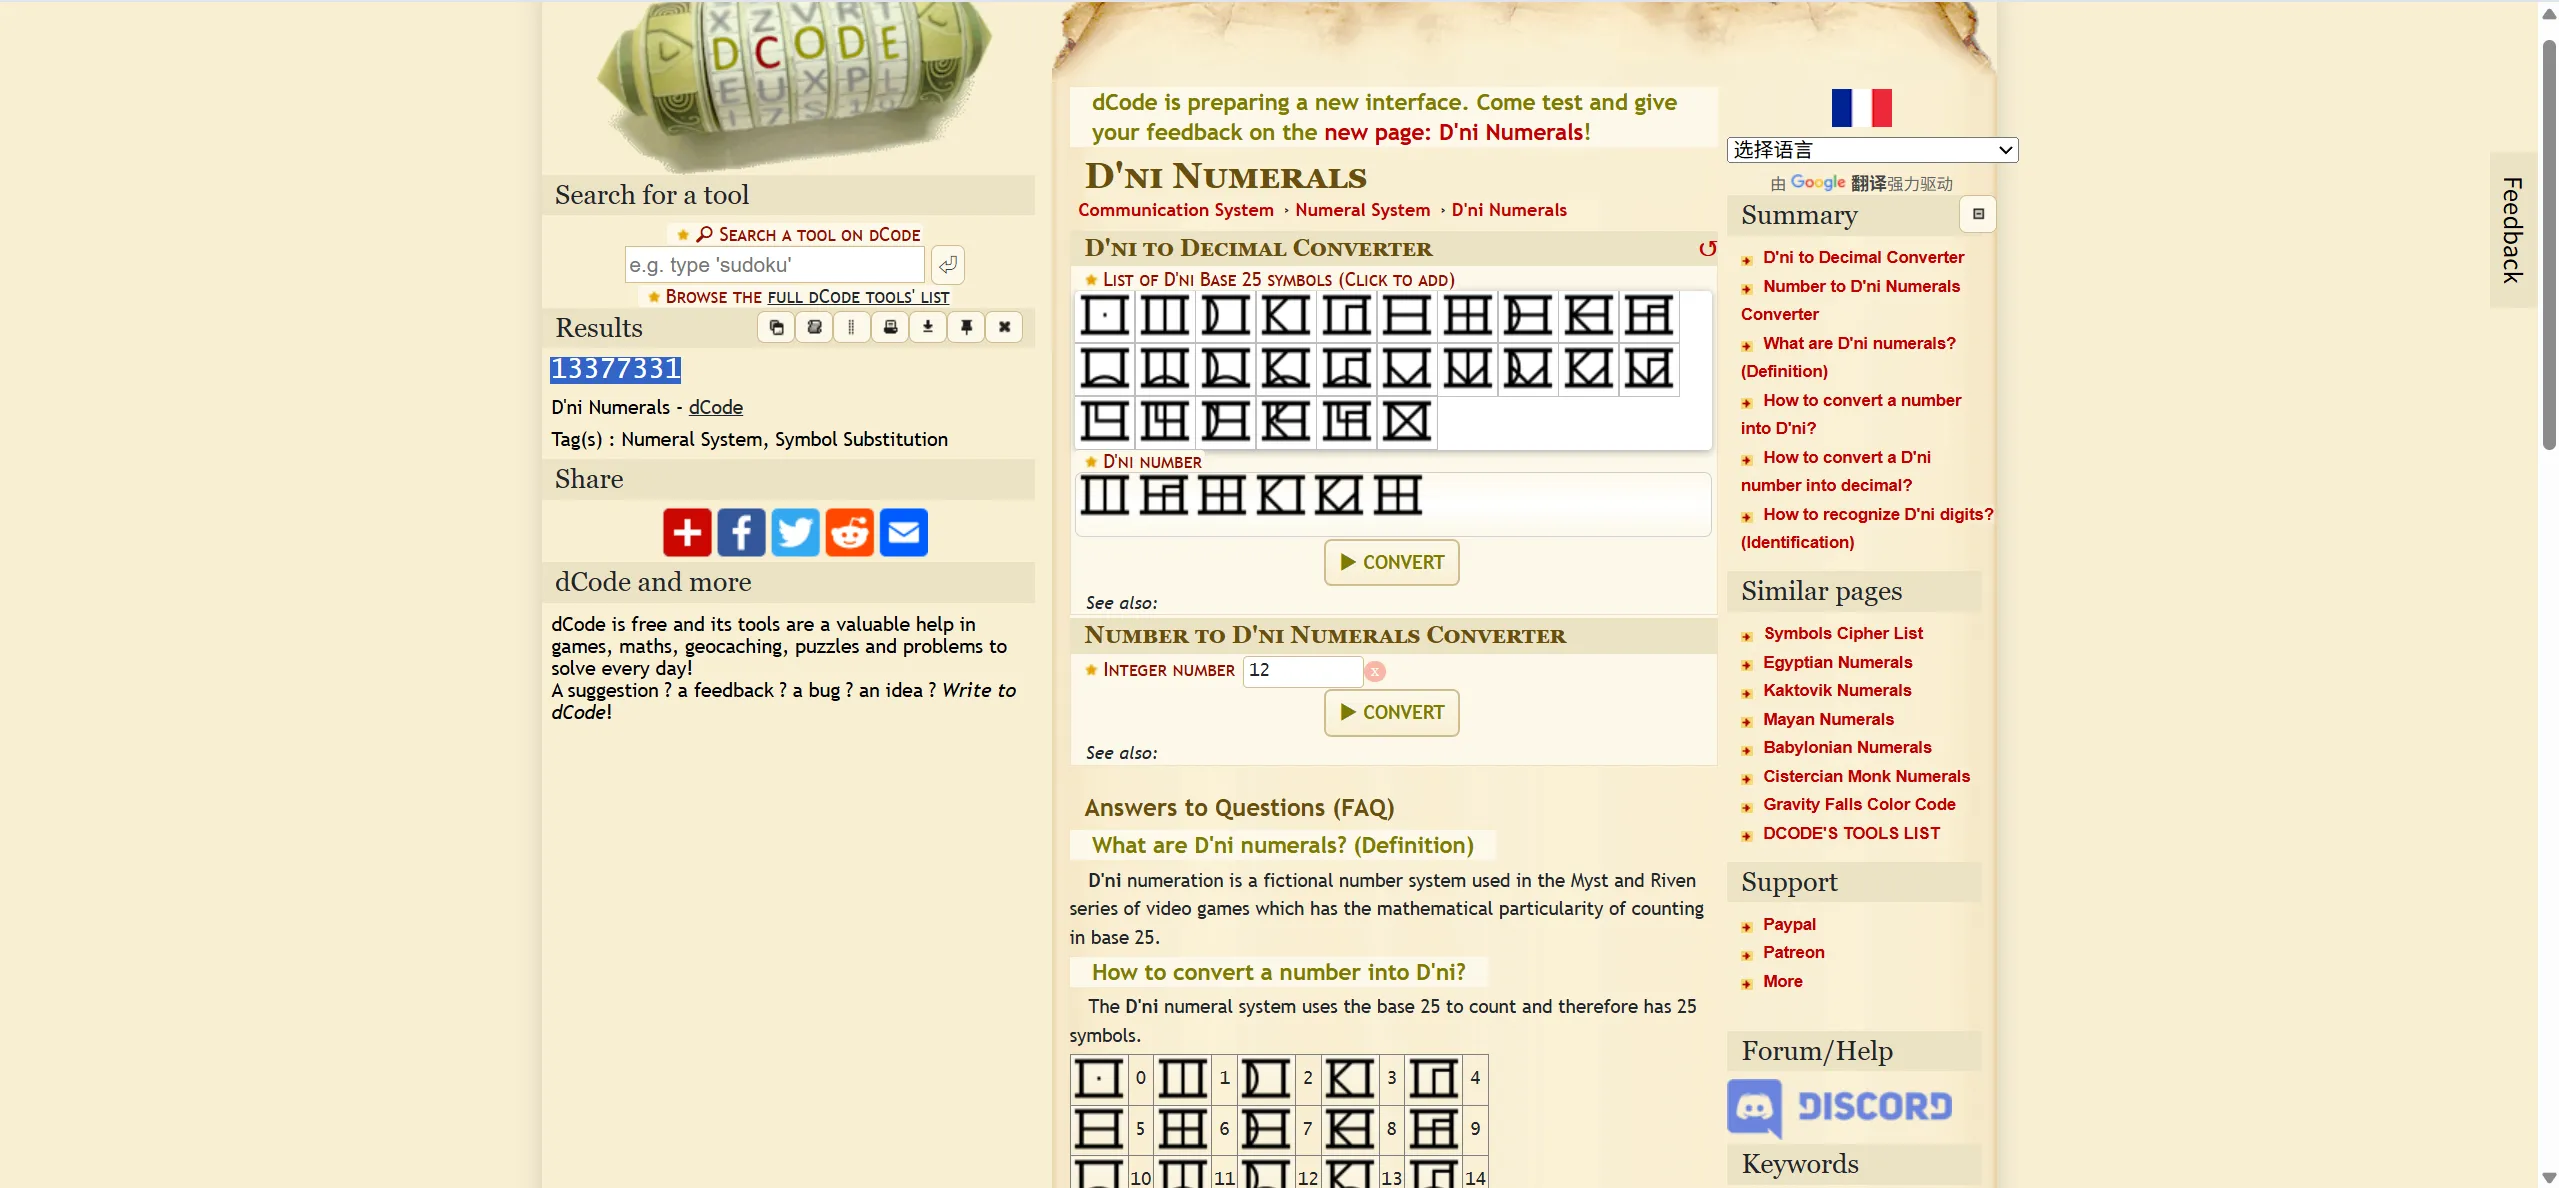 DCODE
Search for a tool
SEARCH A TOOL ON DCODE
e.g. type 'sudoku'
BROWSE THE FULL DCODE TOOLS' LIST
Results
13377331
D'ni Numerals - dCode
Tag(s) : Numeral System, Symbol Substitution
Share
dCode and more
dCode is free and its tools are a valuable help in
games, maths, geocaching, puzzles and problems to
solve every day!
A suggestion ? a feedback ? a bug ? an idea ? Write to
dCode!
dCode is preparing a new interface. Come test and give
your feedback on the new page: D'ni Numerals!
D'NI NUMERALS
Communication System › Numeral System › D'ni Numerals
D'NI TO DECIMAL CONVERTER
LIST OF D'NI BASE 25 SYMBOLS (CLICK TO ADD)
D'NI NUMBER
CONVERT
See also:
NUMBER TO D'NI NUMERALS CONVERTER
INTEGER NUMBER 12 x
CONVERT
See also:
Answers to Questions (FAQ)
What are D'ni numerals? (Definition)
D'ni numeration is a fictional number system used in the Myst and Riven
series of video games which has the mathematical particularity of counting
in base 25.
How to convert a number into D'ni?
The D'ni numeral system uses the base 25 to count and therefore has 25
symbols.
0 1 2 3 4
5 6 7 8 9
10 11 12 13 14
选择语言
由 Google 翻译强力驱动
Summary
D'ni to Decimal Converter
Number to D'ni Numerals
Converter
What are D'ni numerals?
(Definition)
How to convert a number
into D'ni?
How to convert a D'ni
number into decimal?
How to recognize D'ni digits?
(Identification)
Similar pages
Symbols Cipher List
Egyptian Numerals
Kaktovik Numerals
Mayan Numerals
Babylonian Numerals
Cistercian Monk Numerals
Gravity Falls Color Code
DCODE'S TOOLS LIST
Support
Paypal
Patreon
More
Forum/Help
DISCORD
Keywords
Feedback